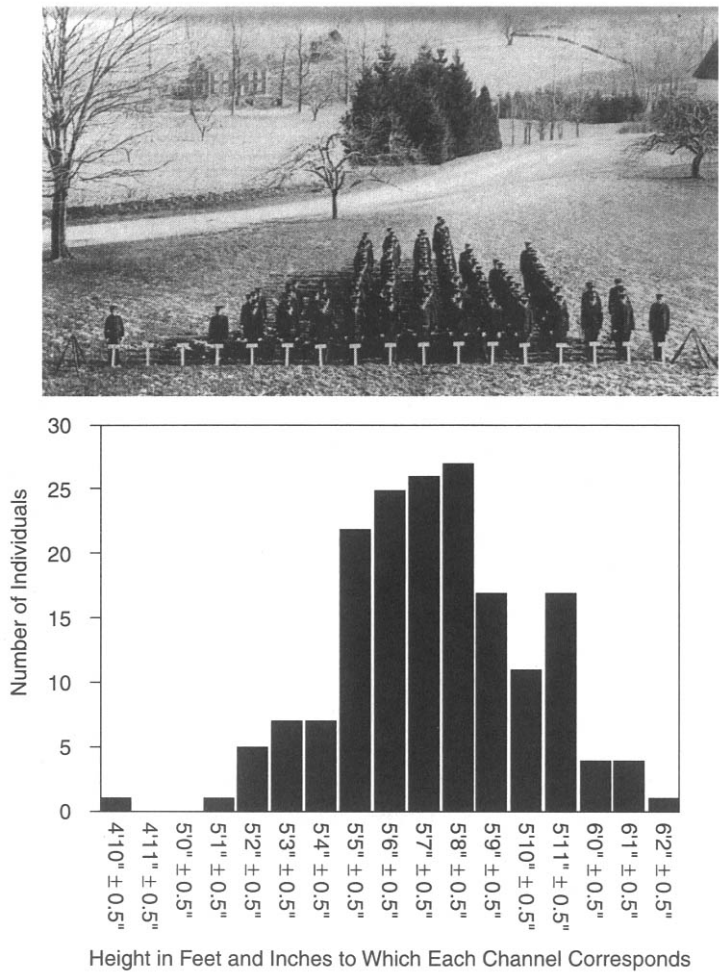 30
25
20
15
10
5
0
Number of Individuals
4'10" ± 0.5"
4'11" ± 0.5"
5'0" ± 0.5"
5'1" ± 0.5"
5'2" ± 0.5"
5'3" ± 0.5"
5'4" ± 0.5"
5'5" ± 0.5"
5'6" ± 0.5"
5'7" ± 0.5"
5'8" ± 0.5"
5'9" ± 0.5"
5'10" ± 0.5"
5'11" ± 0.5"
6'0" ± 0.5"
6'1" ± 0.5"
6'2" ± 0.5"
Height in Feet and Inches to Which Each Channel Corresponds